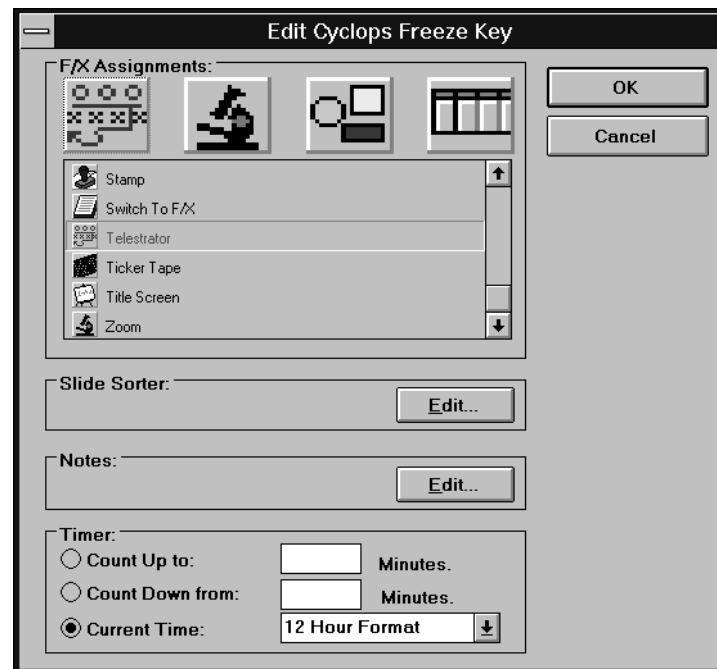 Edit Cyclops Freeze Key
F/X Assignments:
OK
Cancel
Stamp
Switch To F/X
Telestrator
Ticker Tape
Title Screen
Zoom
Slide Sorter:
Edit...
Notes:
Edit...
Timer:
Count Up to: Minutes.
Count Down from: Minutes.
Current Time: 12 Hour Format